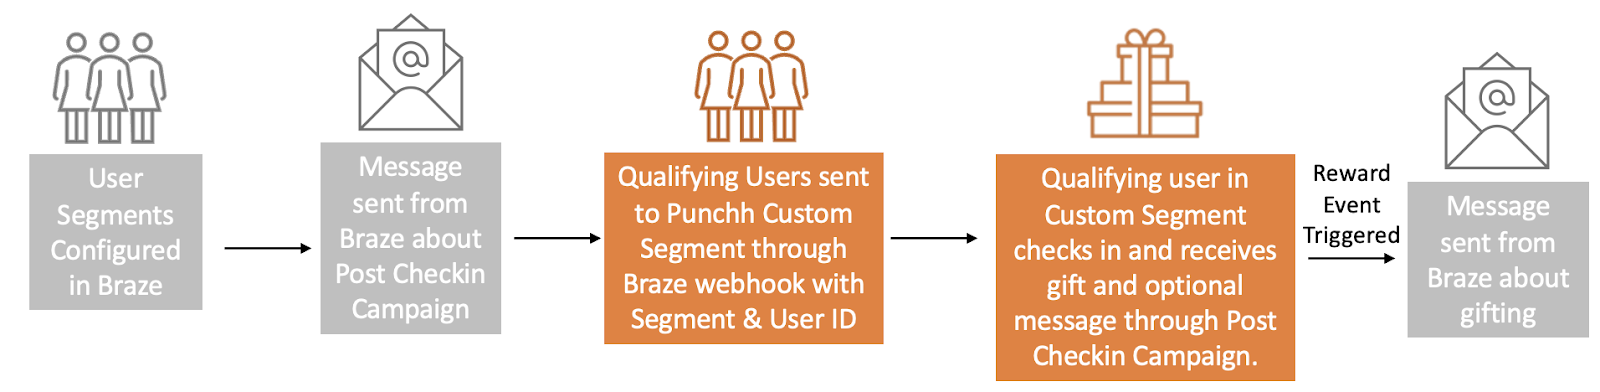 User
Segments
Configured
in Braze
Message
sent from
Braze about
Post Checkin
Campaign
Qualifying Users sent
to Punchh Custom
Segment through
Braze webhook with
Segment & User ID
Qualifying user in
Custom Segment
checks in and receives
gift and optional
message through Post
Checkin Campaign.
Reward
Event
Triggered
Message
sent from
Braze about
gifting